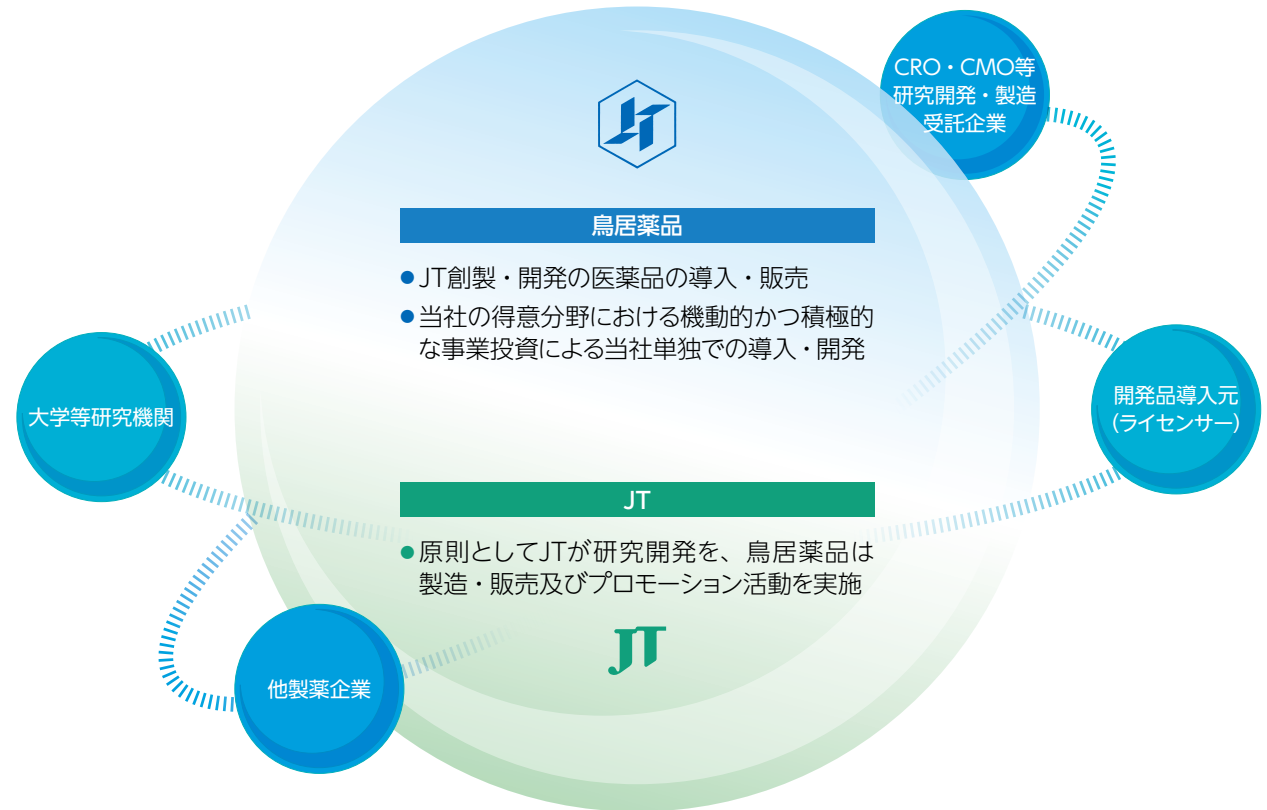 CRO・CMO等
研究開発・製造
受託企業
鳥居薬品
●JT創製・開発の医薬品の導入・販売
●当社の得意分野における機動的かつ積極的
な事業投資による当社単独での導入・開発
大学等研究機関
開発品導入元
(ライセンサー)
JT
●原則としてJTが研究開発を、鳥居薬品は
製造・販売及びプロモーション活動を実施
JT
他製薬企業